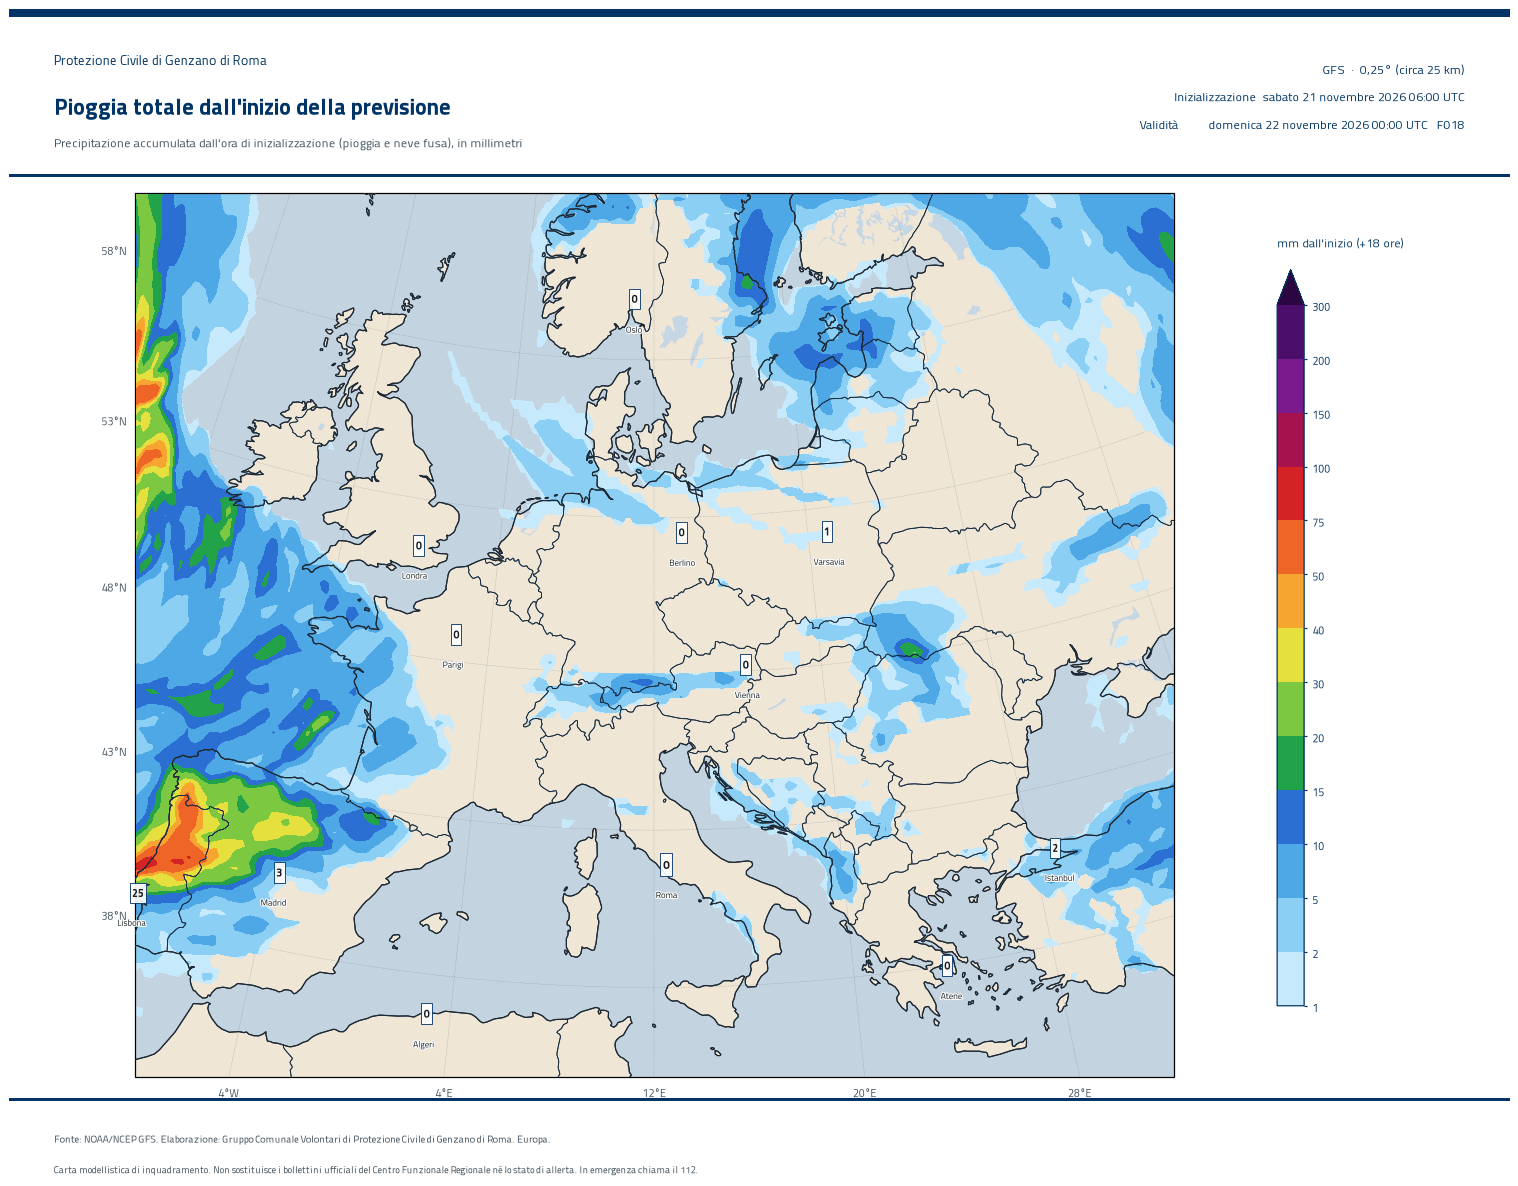 Protezione Civile di Genzano di Roma
Pioggia totale dall'inizio della previsione
Precipitazione accumulata dall'ora di inizializzazione (pioggia e neve fusa), in millimetri
GFS · 0,25° (circa 25 km)
Inizializzazione sabato 21 novembre 2026 06:00 UTC
Validità domenica 22 novembre 2026 00:00 UTC F018
mm dall'inizio (+18 ore)
300
200
150
100
75
50
40
30
20
15
10
5
2
1
58°N
53°N
48°N
43°N
38°N
0
Oslo
0
Londra
0
Berlino
1
Varsavia
0
Parigi
0
Vienna
3
Madrid
25
Lisbona
0
Roma
2
Istanbul
0
Atene
0
Algeri
4°W
4°E
12°E
20°E
28°E
Fonte: NOAA/NCEP GFS. Elaborazione: Gruppo Comunale Volontari di Protezione Civile di Genzano di Roma. Europa.
Carta modellistica di inquadramento. Non sostituisce i bollettini ufficiali del Centro Funzionale Regionale né lo stato di allerta. In emergenza chiama il 112.